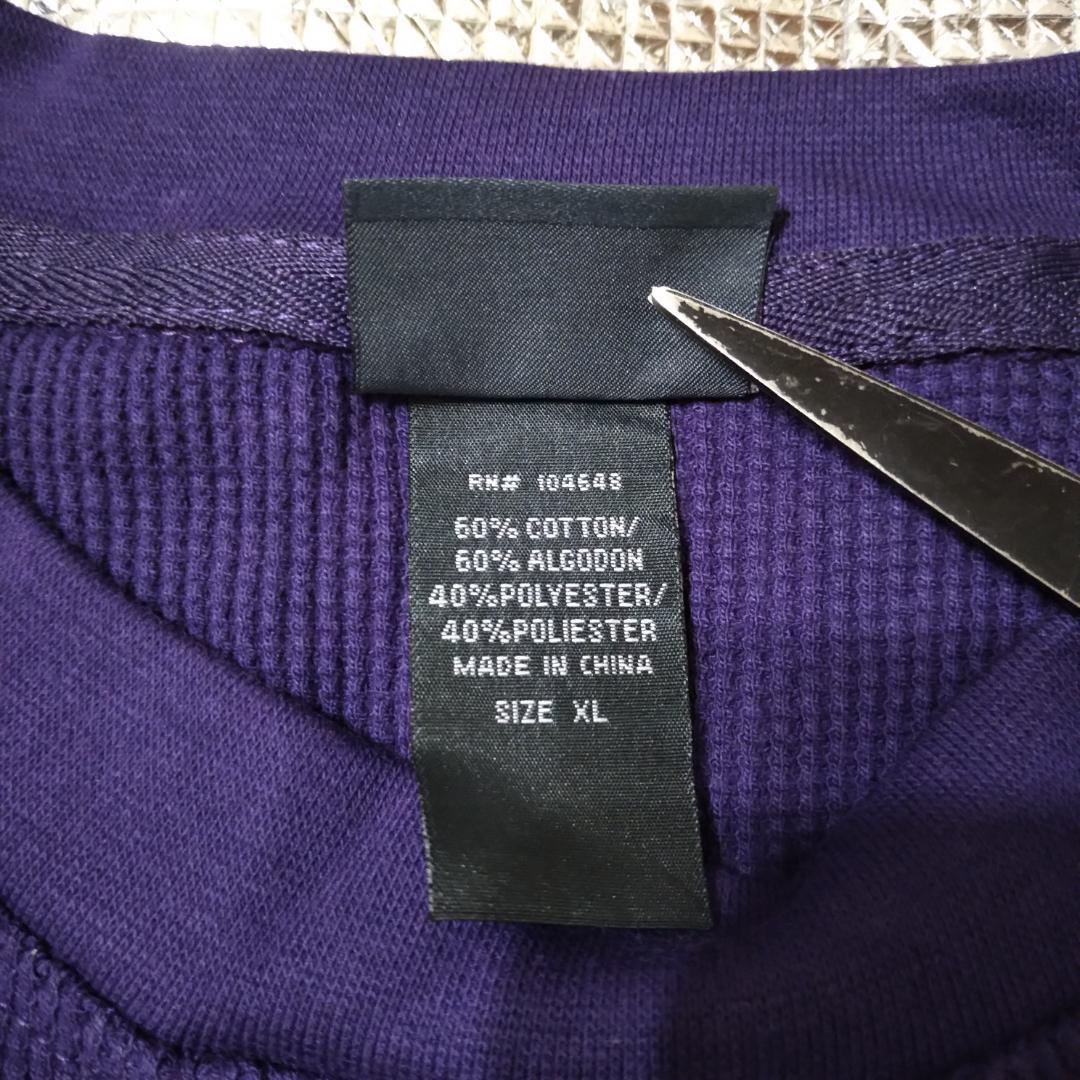 RN# 104648
60% COTTON/
60% ALGODON
40%POLYESTER/
40%POLIESTER
MADE IN CHINA
SIZE XL